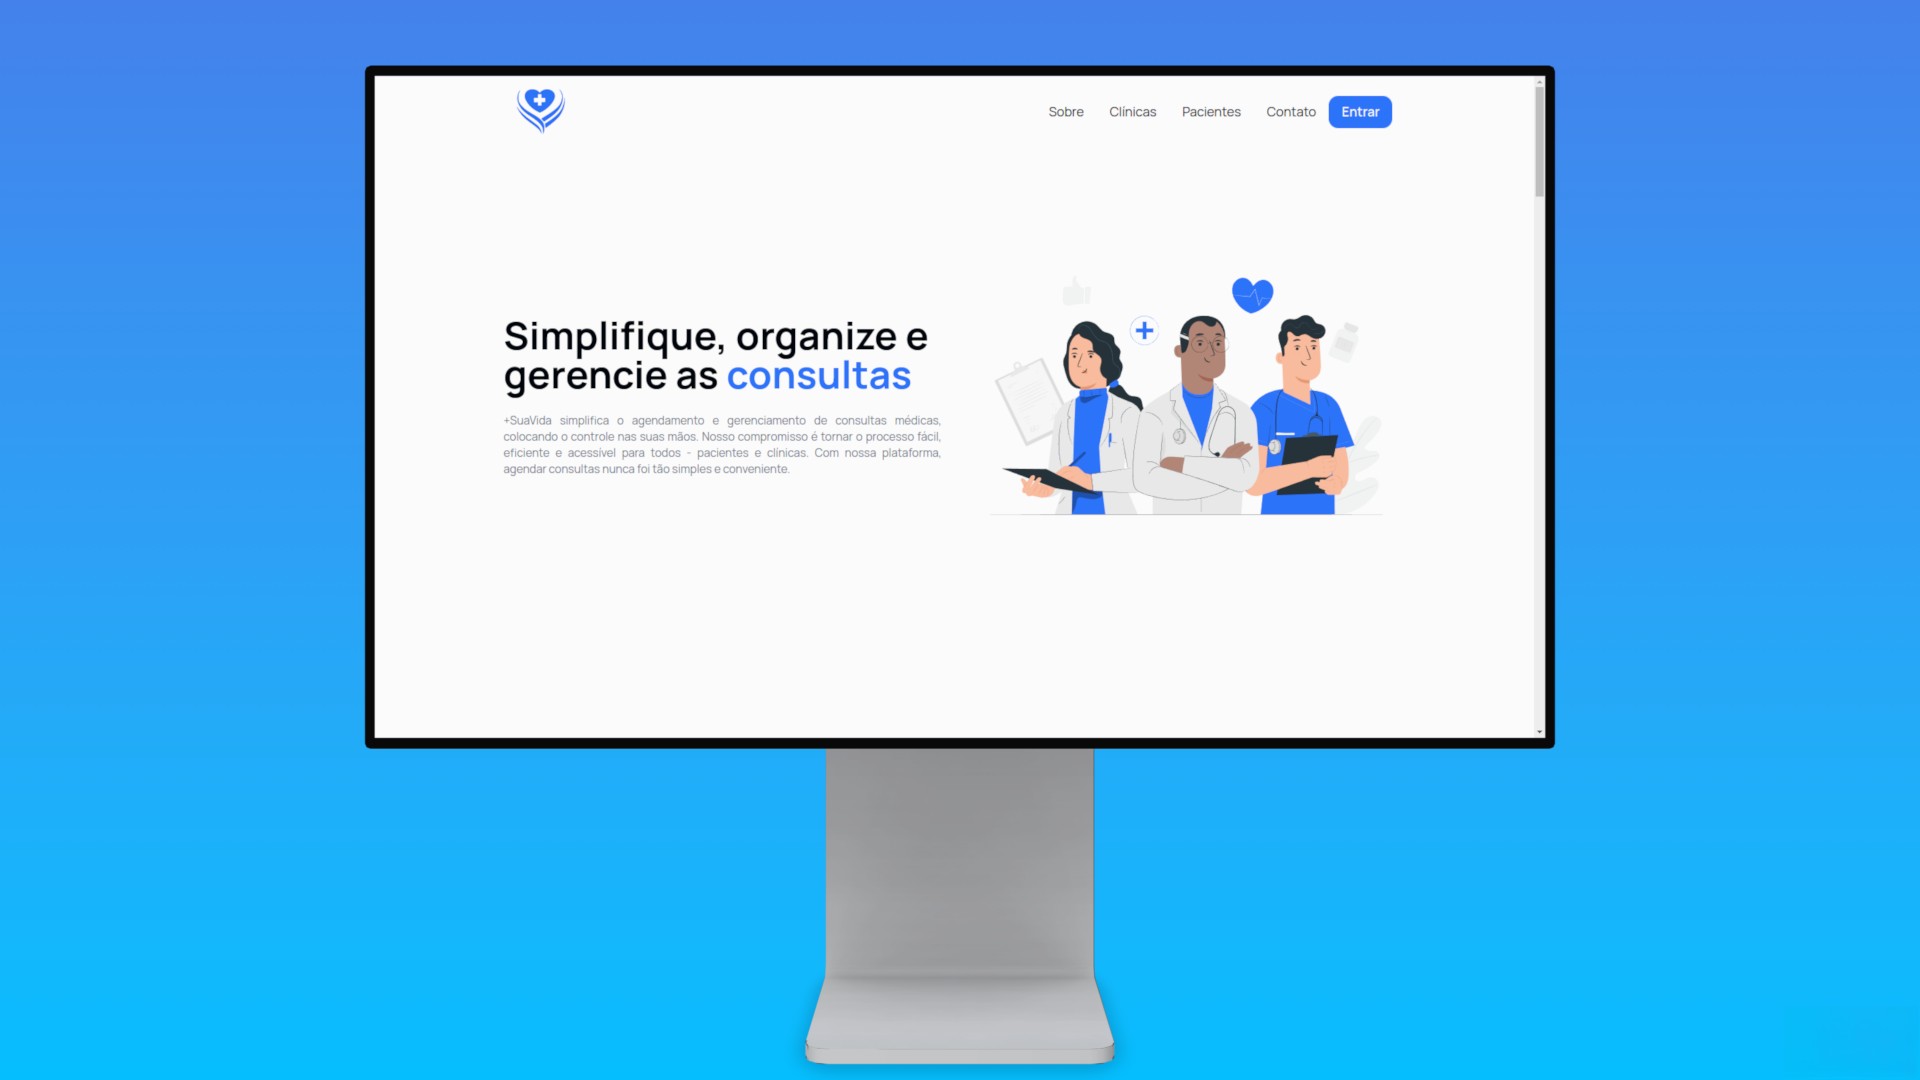 Sobre Clínicas Pacientes Contato Entrar
Simplifique, organize e
gerencie as consultas
+SuaVida simplifica o agendamento e gerenciamento de consultas médicas,
colocando o controle nas suas mãos. Nosso compromisso é tornar o processo fácil,
eficiente e acessível para todos - pacientes e clínicas. Com nossa plataforma,
agendar consultas nunca foi tão simples e conveniente.